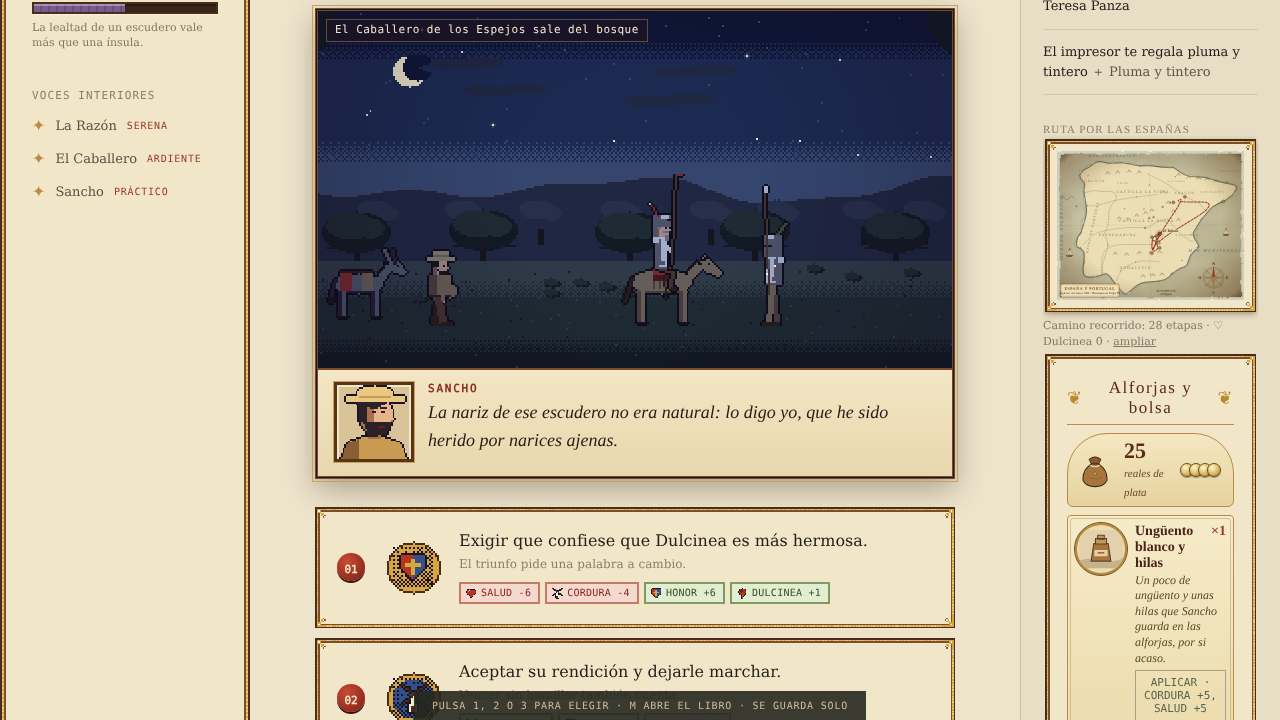 La lealtad de un escudero vale
más que una ínsula.
VOCES INTERIORES
La Razón SERENA
El Caballero ARDIENTE
Sancho PRÁCTICO
El Caballero de los Espejos sale del bosque
SANCHO
La nariz de ese escudero no era natural: lo digo yo, que he sido
herido por narices ajenas.
01
Exigir que confiese que Dulcinea es más hermosa.
El triunfo pide una palabra a cambio.
SALUD -6 CORDURA -4 HONOR +6 DULCINEA +1
02
Aceptar su rendición y dejarle marchar.
PULSA 1, 2 O 3 PARA ELEGIR · M ABRE EL LIBRO · SE GUARDA SOLO
Teresa Panza
El impresor te regala pluma y
tintero + Pluma y tintero
RUTA POR LAS ESPAÑAS
Camino recorrido: 28 etapas · ♡
Dulcinea 0 · ampliar
Alforjas y
bolsa
25
reales de
plata
Ungüento ×1
blanco y
hilas
Un poco de
ungüento y unas
hilas que Sancho
guarda en las
alforjas, por si
acaso.
APLICAR ·
CORDURA +5,
SALUD +5